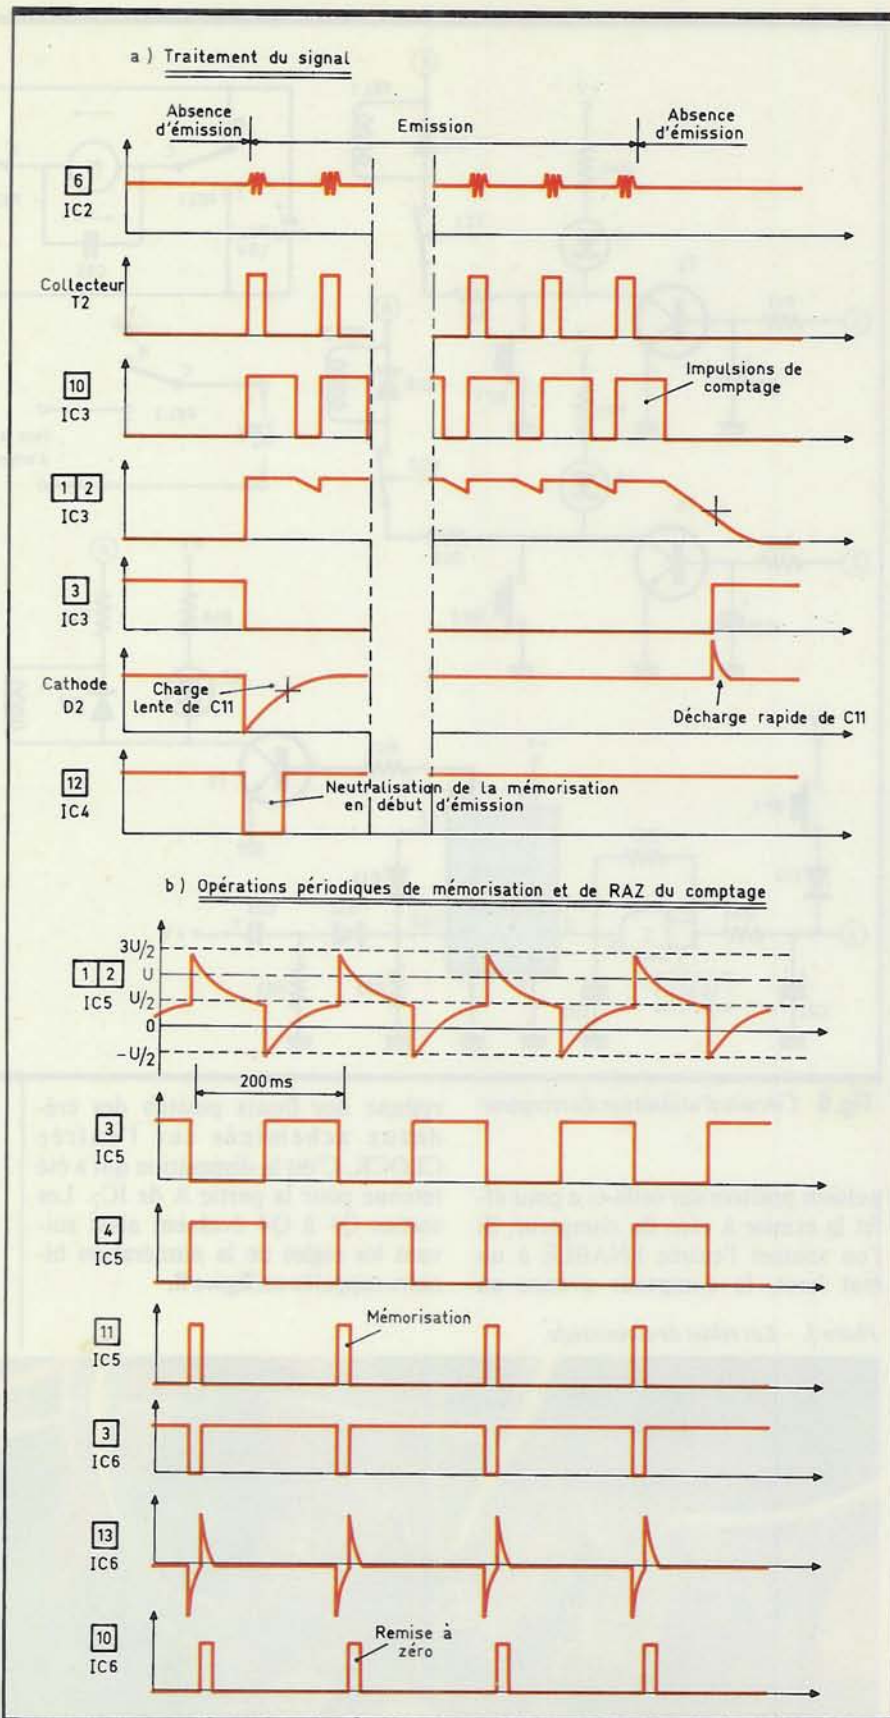 a) Traitement du signal
Absence
d'émission
Emission
Absence
d'émission
6
IC2
Collecteur
T2
10
IC3
Impulsions de
comptage
1 2
IC3
3
IC3
Cathode
D2
Charge
lente de C11
Décharge rapide de C11
12
IC4
Neutralisation de la mémorisation
en début d'émission
b) Opérations périodiques de mémorisation et de RAZ du comptage
3U/2
1 2
IC5
U
U/2
0
-U/2
200ms
3
IC5
4
IC5
11
IC5
Mémorisation
3
IC6
13
IC6
10
IC6
Remise à
zéro